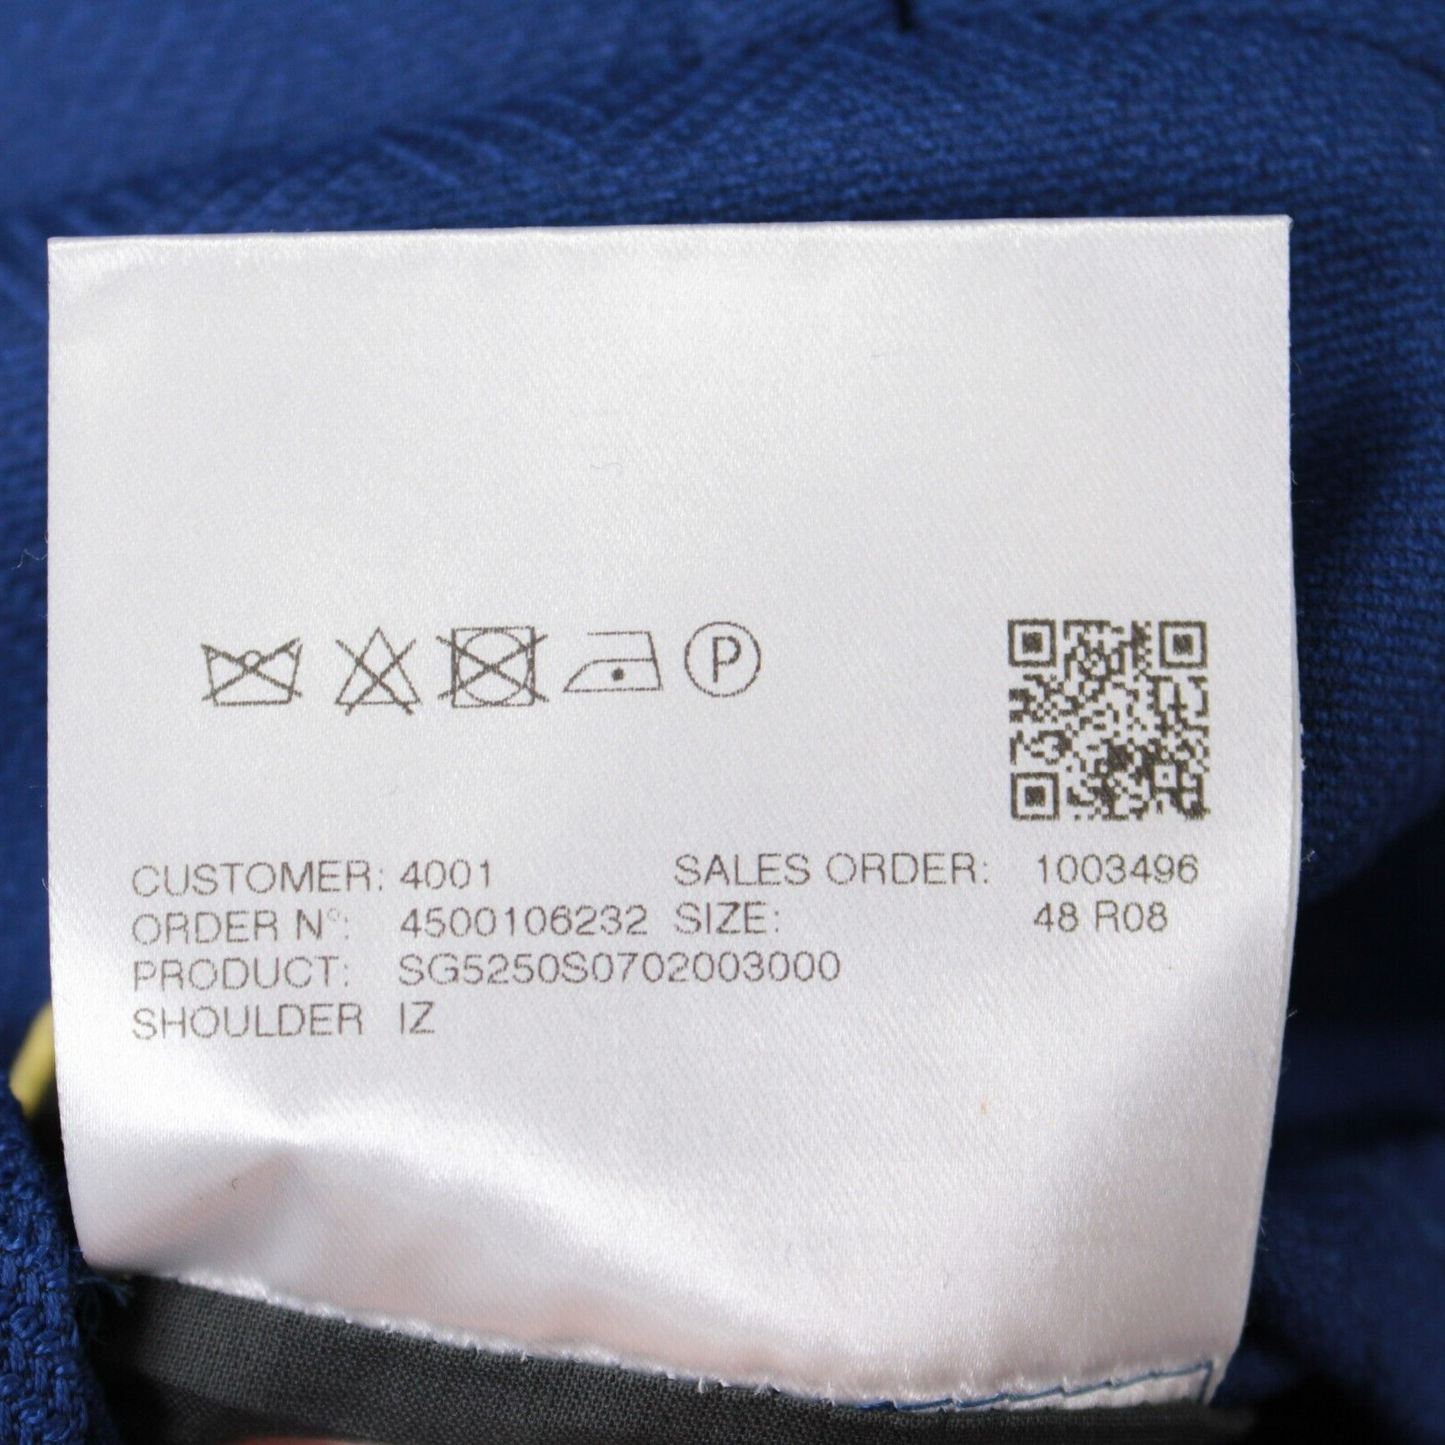 P
CUSTOMER: 4001 SALES ORDER: 1003496
ORDER N°: 4500106232 SIZE: 48 R08
PRODUCT: SG5250S0702003000
SHOULDER IZ